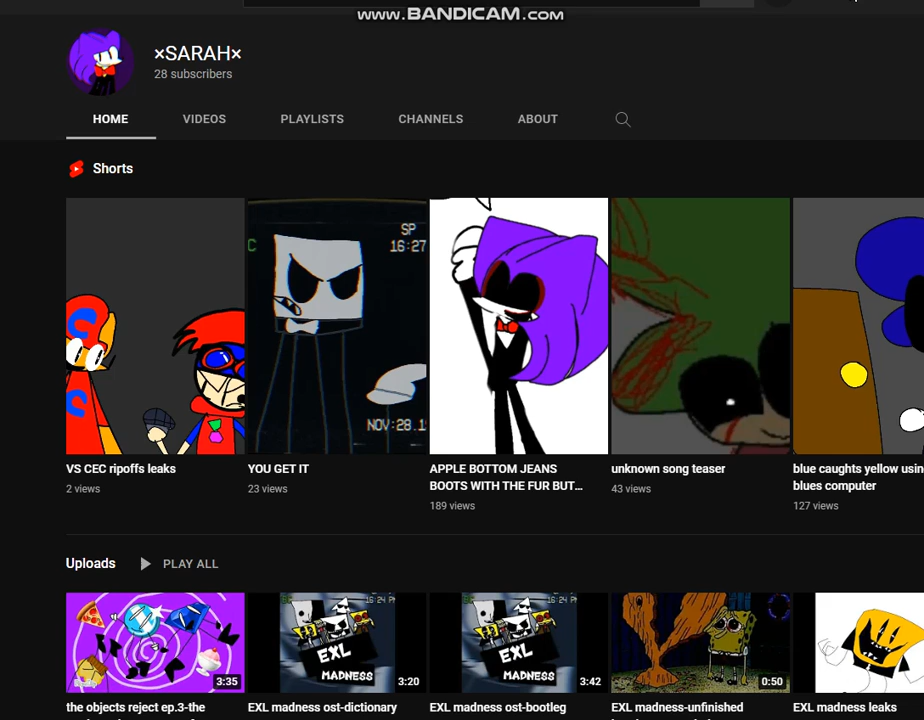 www.BANDICAM.com
×SARAH×
28 subscribers
HOME VIDEOS PLAYLISTS CHANNELS ABOUT
Shorts
SP
16:27
NOV:28.1
VS CEC ripoffs leaks
2 views
YOU GET IT
23 views
APPLE BOTTOM JEANS
BOOTS WITH THE FUR BUT...
189 views
unknown song teaser
43 views
blue caughts yellow usin
blues computer
127 views
Uploads PLAY ALL
3:35
16:24
EXL
MADNESS
3:20
16:24
EXL
MADNESS
3:42
0:50
the objects reject ep.3-the
EXL madness ost-dictionary
EXL madness ost-bootleg
EXL madness-unfinished
EXL madness leaks